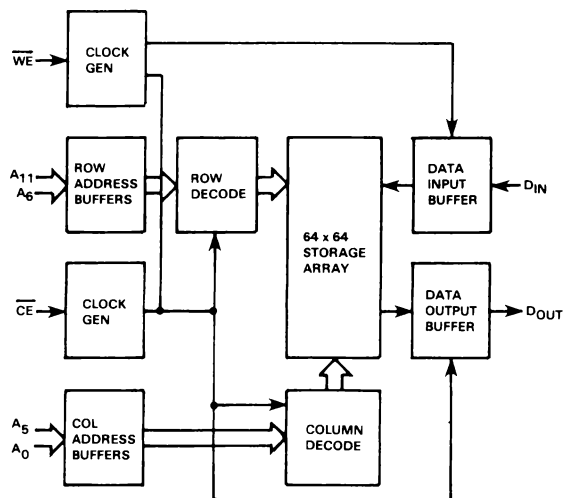 WE
CLOCK
GEN
A11
A6
ROW
ADDRESS
BUFFERS
ROW
DECODE
64 x 64
STORAGE
ARRAY
DATA
INPUT
BUFFER
DIN
CE
CLOCK
GEN
DATA
OUTPUT
BUFFER
DOUT
A5
A0
COL
ADDRESS
BUFFERS
COLUMN
DECODE